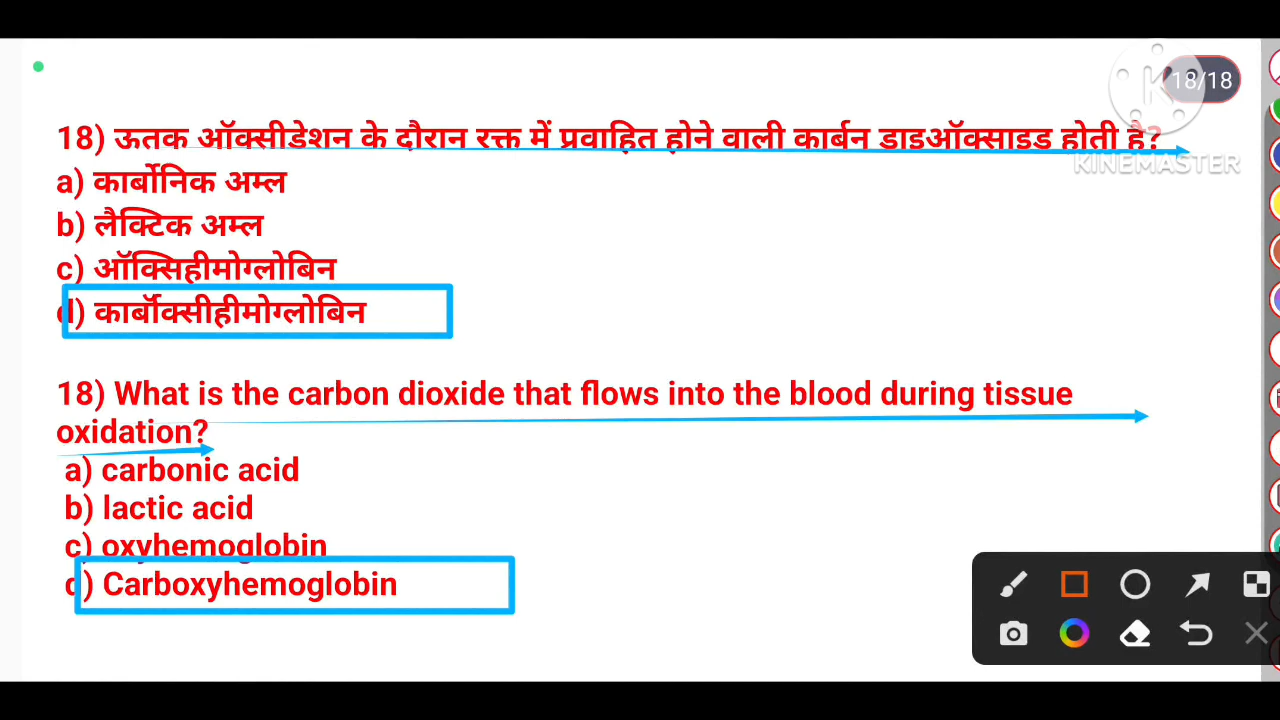 18/18
KINEMASTER
18) ऊतक ऑक्सीडेशन के दौरान रक्त में प्रवाहित होने वाली कार्बन डाइऑक्साइड होती है?
a) कार्बोनिक अम्ल
b) लैक्टिक अम्ल
c) ऑक्सिहीमोग्लोबिन
d) कार्बोक्सीहीमोग्लोबिन
18) What is the carbon dioxide that flows into the blood during tissue
oxidation?
a) carbonic acid
b) lactic acid
c) oxyhemoglobin
d) Carboxyhemoglobin